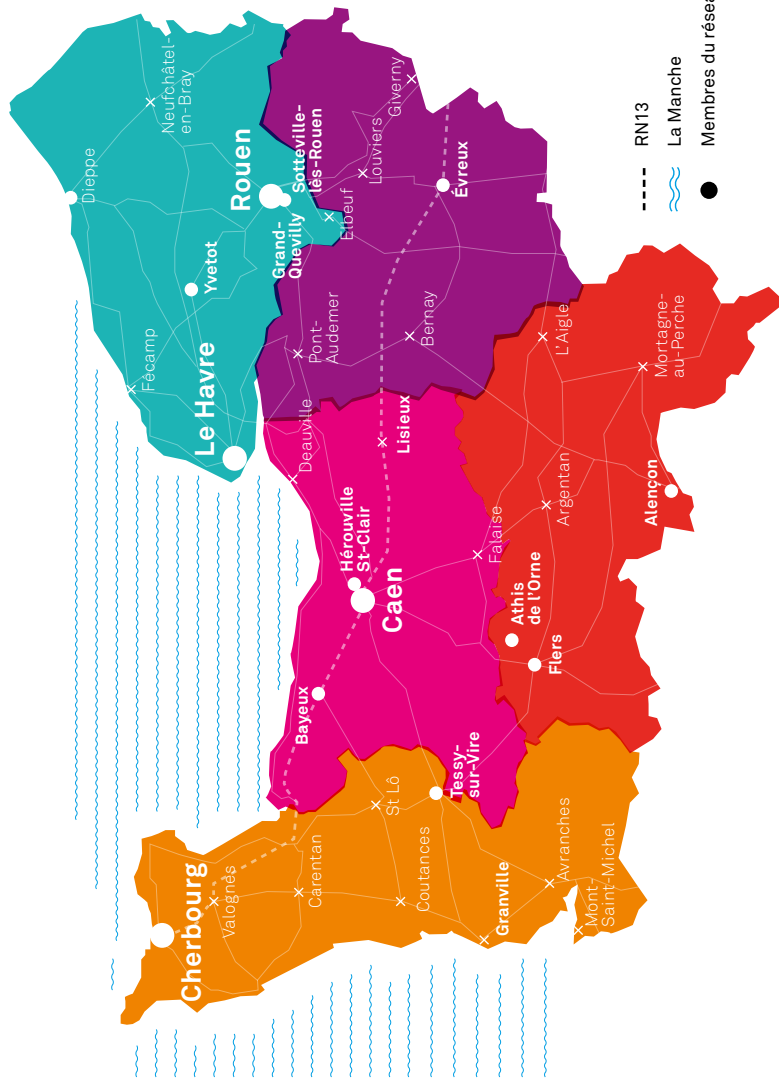 Dieppe
Neufchâtel-
en-Bray
Fécamp
Yvetot
Rouen
Le Havre
Grand-
Quevilly
Sotteville-
lès-Rouen
Elbeuf
Louviers
Giverny
Évreux
Pont-
Audemer
Bernay
Deauville
Lisieux
Hérouville
St-Clair
Caen
Falaise
Bayeux
Cherbourg
Valognes
Carentan
St Lô
Coutances
Tessy-
sur-Vire
Granville
Avranches
Mont-
Saint-Michel
Athis
de l'Orne
Flers
Argentan
L'Aigle
Mortagne-
au-Perche
Alençon
RN13
La Manche
Membres du résea